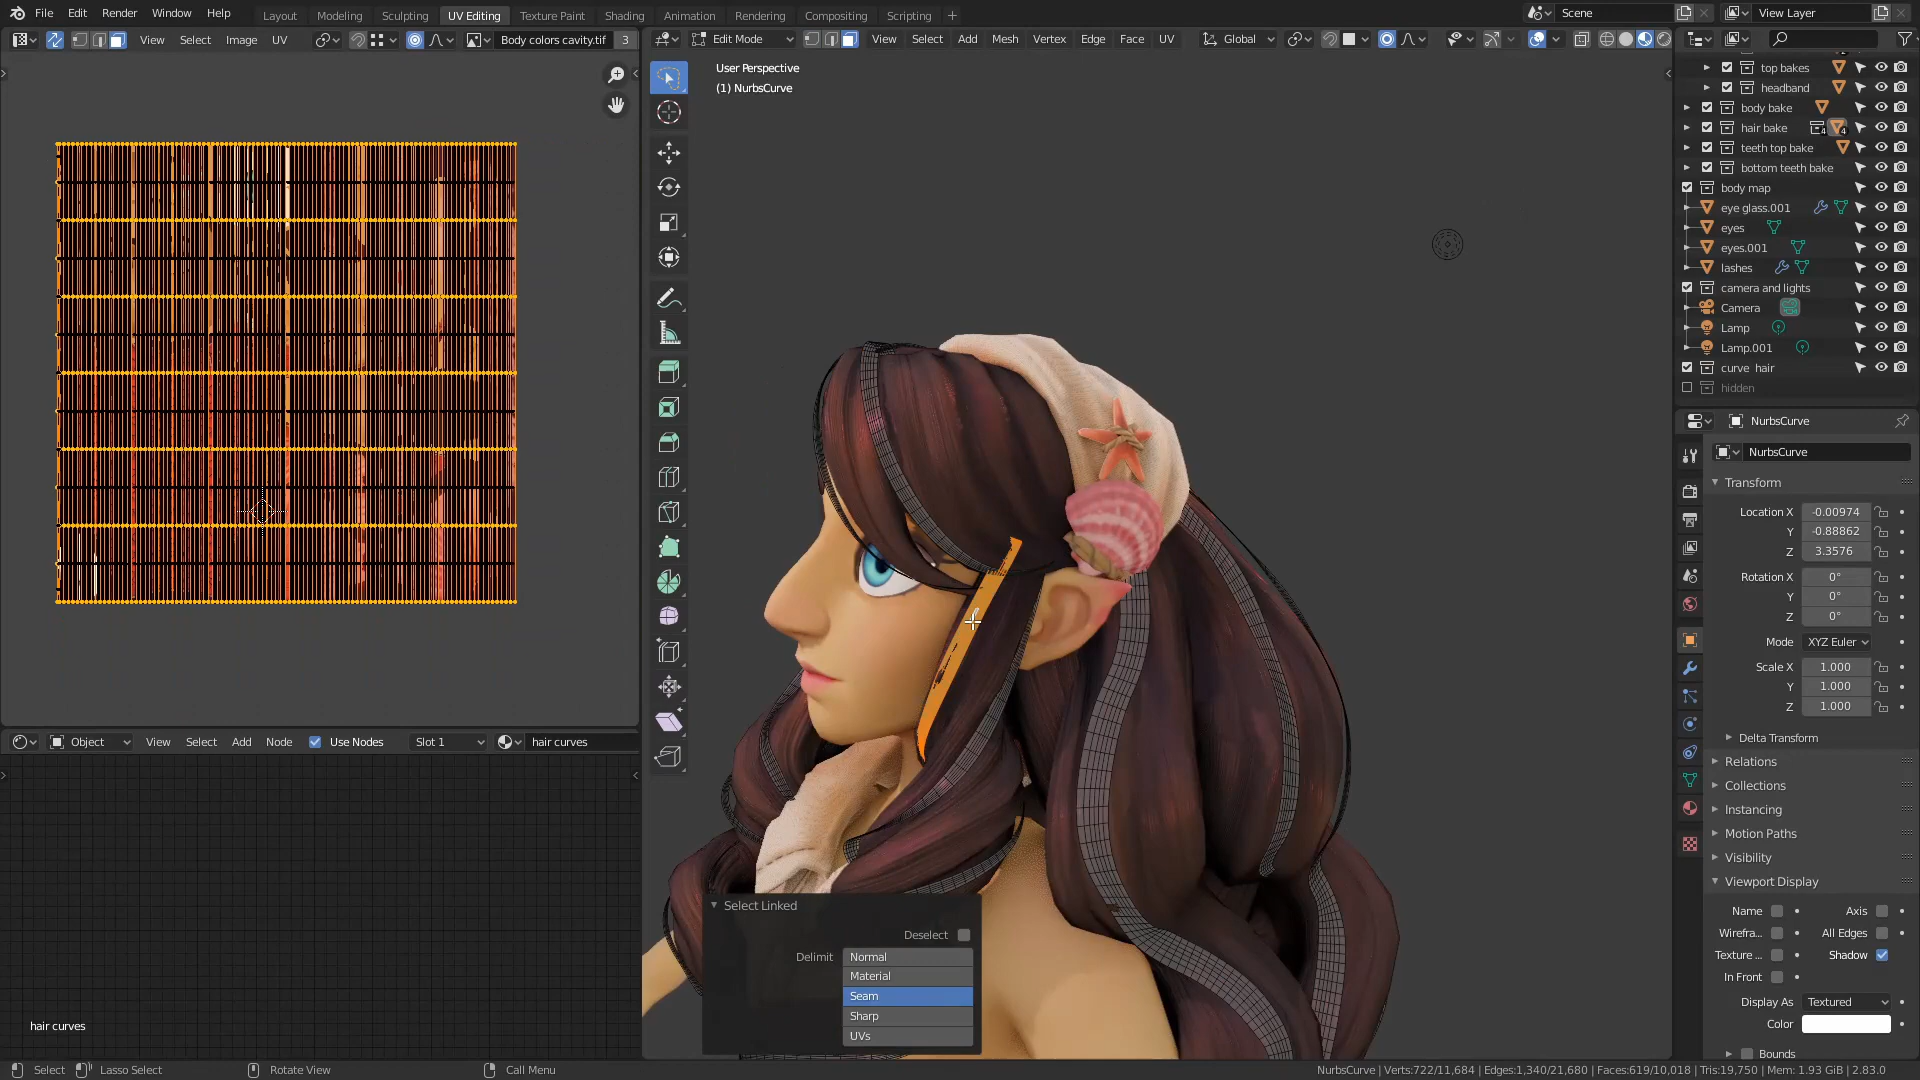 File Edit Render Window Help Layout Modeling Sculpting UV Editing Texture Paint Shading Animation Rendering Compositing Scripting + Scene View Layer
View Select Image UV Body colors cavity.tif 3 Edit Mode View Select Add Mesh Vertex Edge Face UV Global
User Perspective
(1) NurbsCurve
top bakes
headband
body bake
hair bake 4 4
teeth top bake
bottom teeth bake
body map
eye glass.001
eyes
eyes.001
lashes
camera and lights
Camera
Lamp
Lamp.001
curve hair
hidden
NurbsCurve
NurbsCurve
Transform
Location X -0.00974
Y -0.88862
Z 3.3576
Rotation X 0°
Y 0°
Z 0°
Mode XYZ Euler
Scale X 1.000
Y 1.000
Z 1.000
Delta Transform
Relations
Collections
Instancing
Motion Paths
Visibility
Viewport Display
Name Axis
Wirefra... All Edges
Texture ... Shadow
In Front
Display As Textured
Color
Bounds
Object View Select Add Node Use Nodes Slot 1 hair curves
hair curves
Select Linked
Deselect
Delimit Normal
Material
Seam
Sharp
UVs
Select Lasso Select Rotate View Call Menu NurbsCurve | Verts:722/11,684 | Edges:1,340/21,680 | Faces:619/10,018 | Tris:19,750 | Mem: 1.93 GiB | 2.83.0